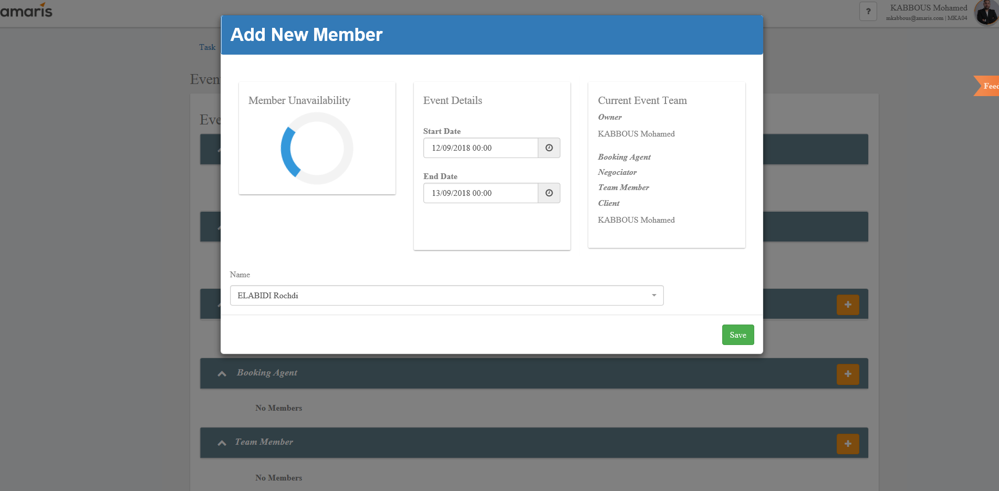 amaris
?
KABBOUS Mohamed
mkabbous@amaris.com | MKA04
Add New Member
Task
Even
Feed
Member Unavailability
Event Details
Current Event Team
Owner
KABBOUS Mohamed
Eve
Start Date
12/09/2018 00:00
Booking Agent
Negociator
End Date
Team Member
13/09/2018 00:00
Client
KABBOUS Mohamed
Name
ELABIDI Rochdi
Save
Booking Agent
No Members
Team Member
No Members